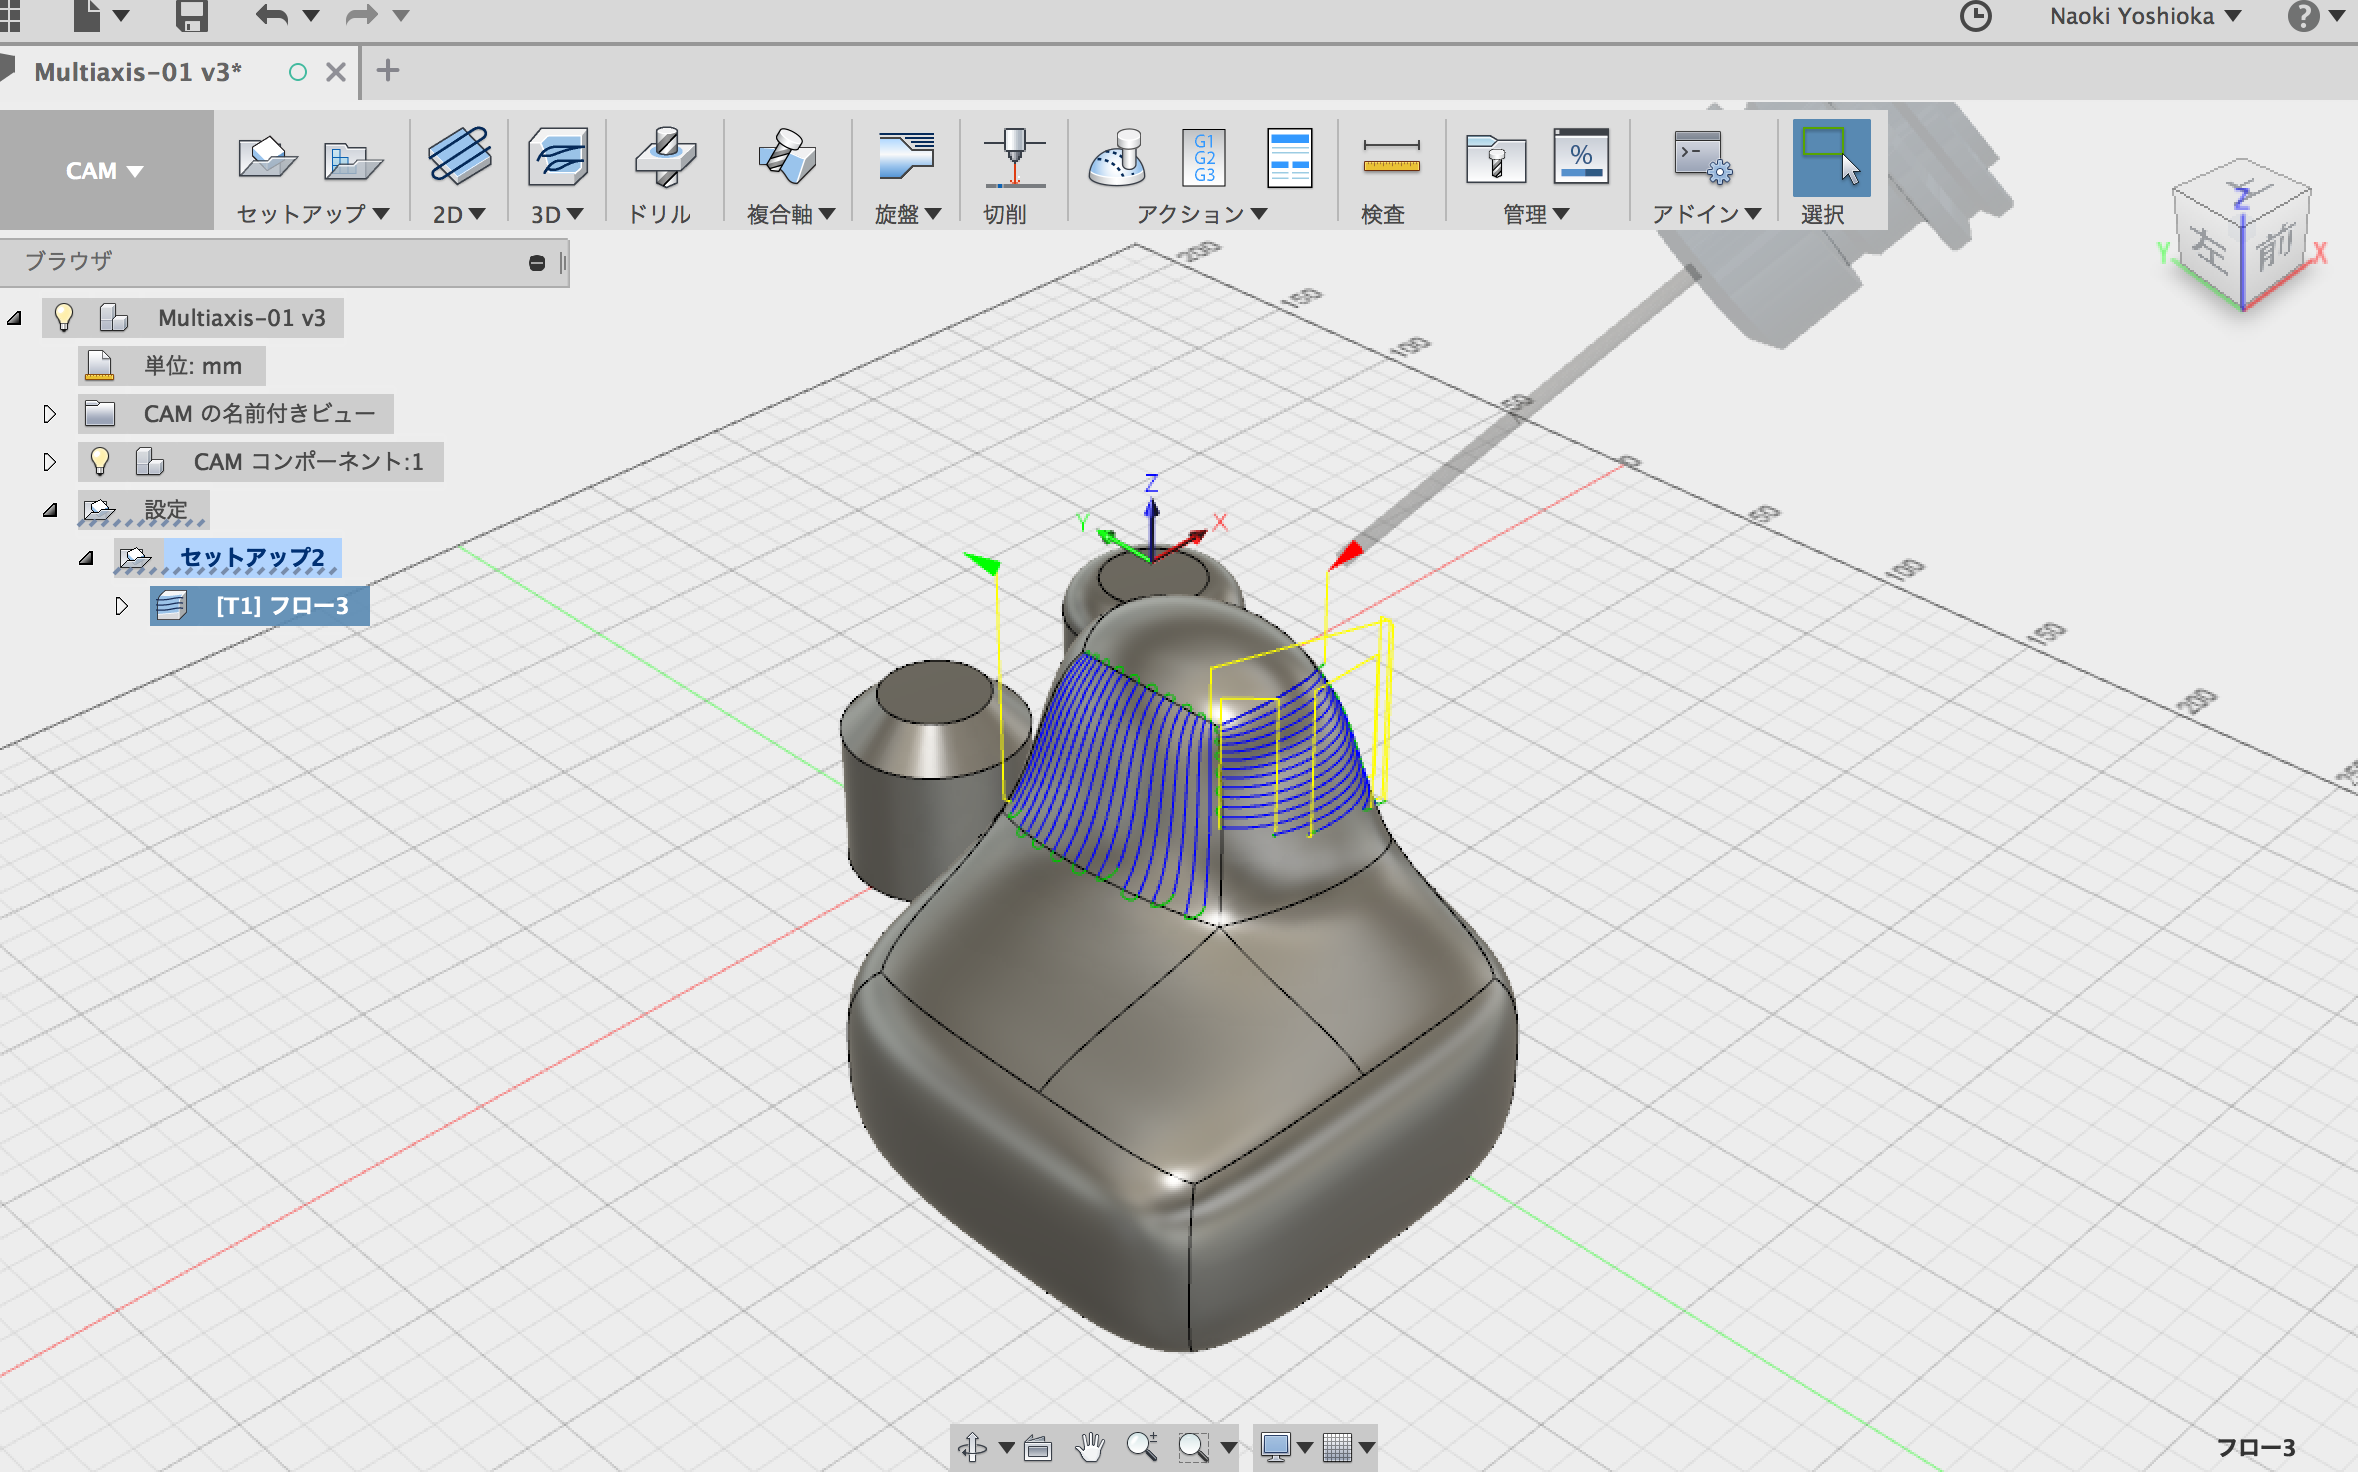 Naoki Yoshioka
?
Multiaxis-01 v3*
CAM
セットアップ
2D
3D
ドリル
複合軸
旋盤
切削
G1
G2
G3
アクション
検査
%
管理
アドイン
選択
ブラウザ
Multiaxis-01 v3
単位: mm
CAM の名前付きビュー
CAM コンポーネント:1
設定
セットアップ2
[T1] フロー3
200
150
100
50
0
50
100
150
200
Z
Y
X
上
Z
左
前
Y
X
フロー3